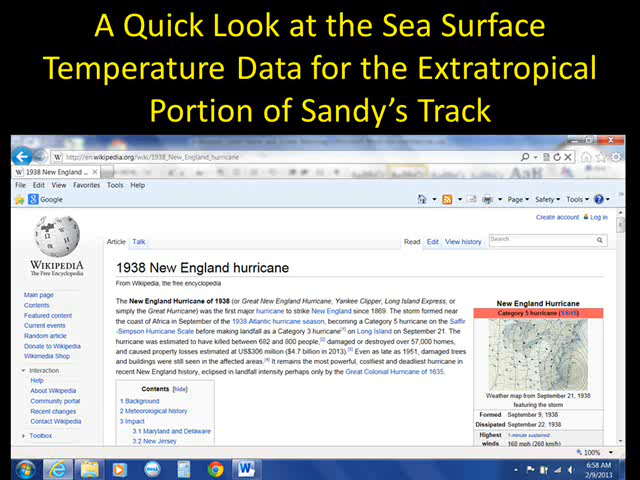 A Quick Look at the Sea Surface
Temperature Data for the Extratropical
Portion of Sandy's Track
http://en.wikipedia.org/wiki/1938_New_England_hurricane
W 1938 New England ...
File Edit View Favorites Tools Help
Google
Page Safety Tools
Create account Log in
WIKIPEDIA
The Free Encyclopedia
Article Talk
Read Edit View history
Search
Main page
Contents
Featured content
Current events
Random article
Donate to Wikipedia
Wikimedia Shop
Interaction
Help
About Wikipedia
Community portal
Recent changes
Contact Wikipedia
Toolbox
1938 New England hurricane
From Wikipedia, the free encyclopedia
The New England Hurricane of 1938 (or Great New England Hurricane, Yankee Clipper, Long Island Express, or
simply the Great Hurricane) was the first major hurricane to strike New England since 1869. The storm formed near
the coast of Africa in September of the 1938 Atlantic hurricane season, becoming a Category 5 hurricane on the Saffir
-Simpson Hurricane Scale before making landfall as a Category 3 hurricane[1] on Long Island on September 21. The
hurricane was estimated to have killed between 682 and 800 people,[2] damaged or destroyed over 57,000 homes,
and caused property losses estimated at US$306 million ($4.7 billion in 2013).[3] Even as late as 1951, damaged trees
and buildings were still seen in the affected areas.[4] It remains the most powerful, costliest and deadliest hurricane in
recent New England history, eclipsed in landfall intensity perhaps only by the Great Colonial Hurricane of 1635.
Contents [hide]
1 Background
2 Meteorological history
3 Impact
3.1 Maryland and Delaware
3.2 New Jersey
New England Hurricane
Category 5 hurricane (SSHS)
Weather map from September 21, 1938
featuring the storm
Formed September 9, 1938
Dissipated September 22, 1938
Highest
winds
1-minute sustained:
160 mph (260 km/h)
100%
6:58 AM
2/9/2013